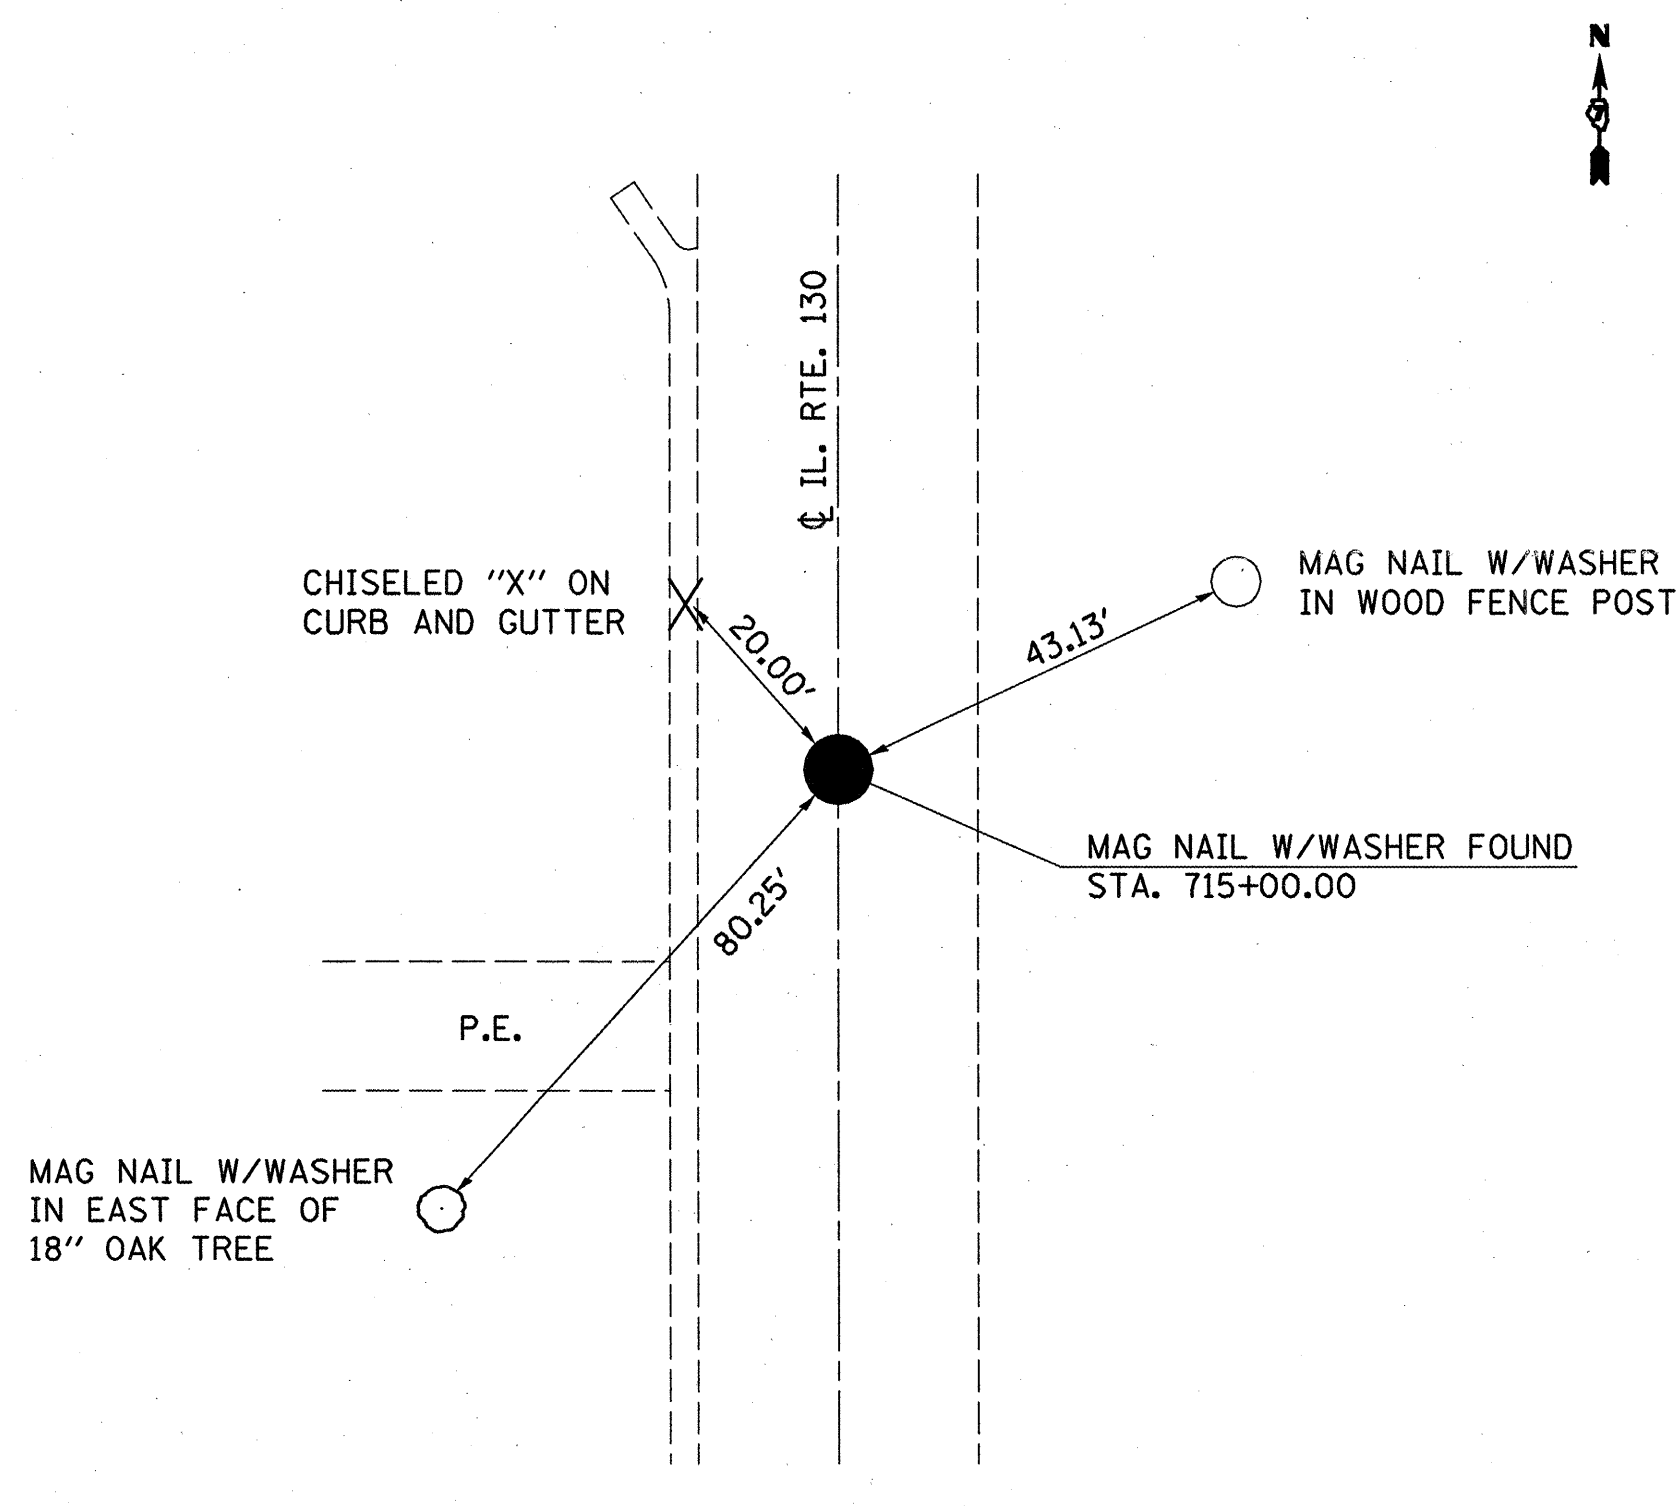 N
℄ IL. RTE. 130
CHISELED "X" ON
CURB AND GUTTER
20.00'
43.13'
MAG NAIL W/WASHER
IN WOOD FENCE POST
MAG NAIL W/WASHER FOUND
STA. 715+00.00
80.25'
P.E.
MAG NAIL W/WASHER
IN EAST FACE OF
18" OAK TREE